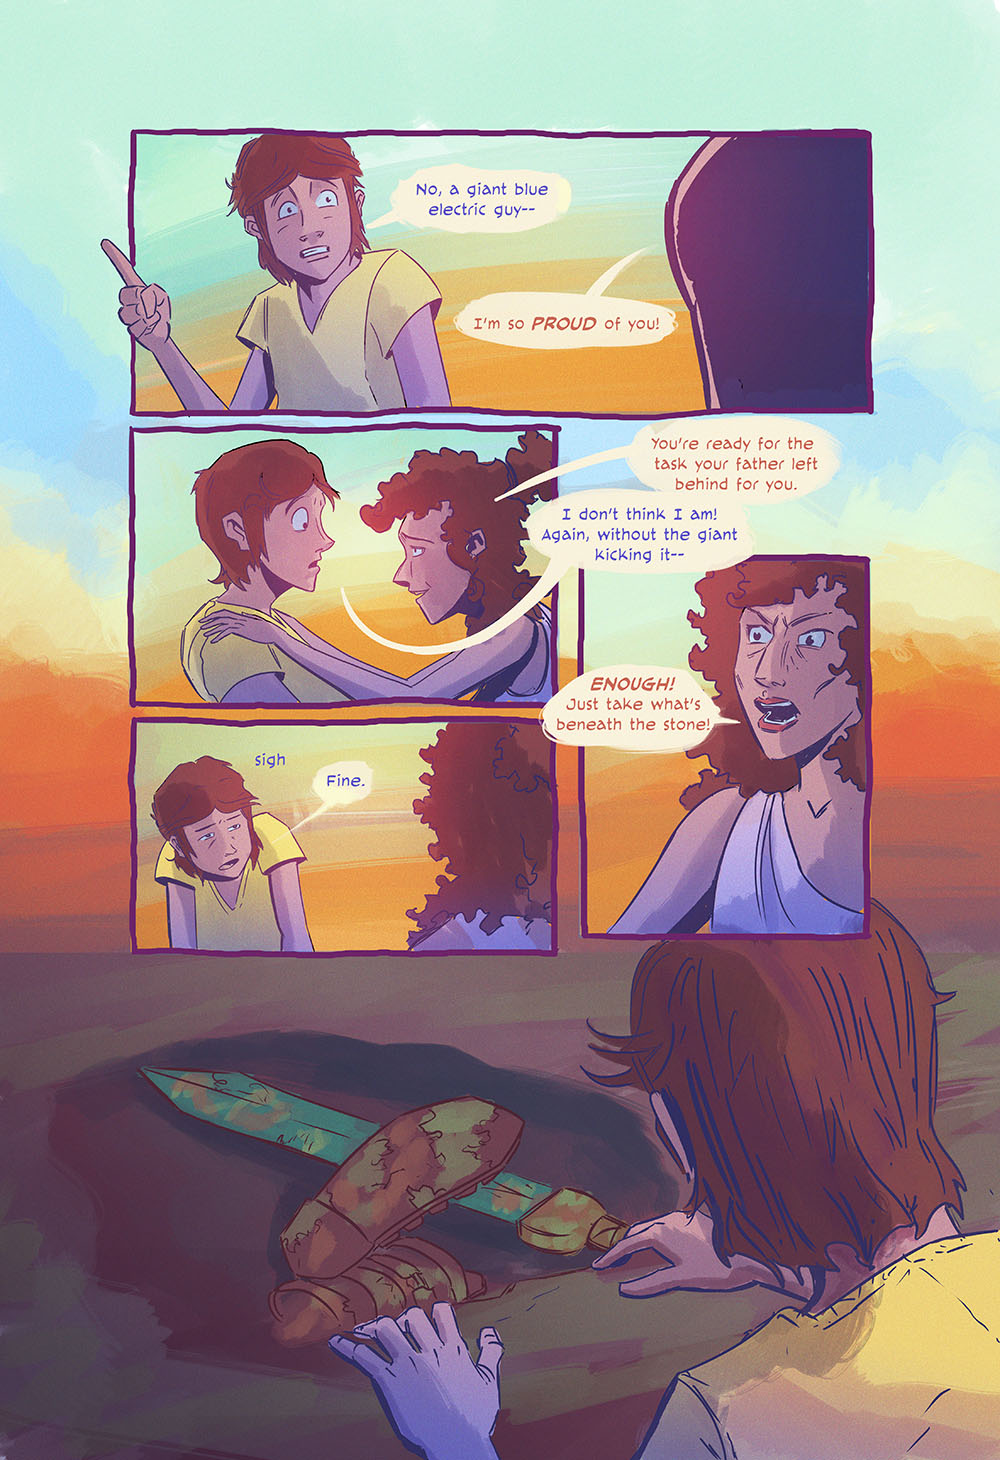 No, a giant blue
electric guy--
I'm so PROUD of you!
You're ready for the
task your father left
behind for you.
I don't think I am!
Again, without the giant
kicking it--
ENOUGH!
Just take what's
beneath the stone!
sigh
Fine.